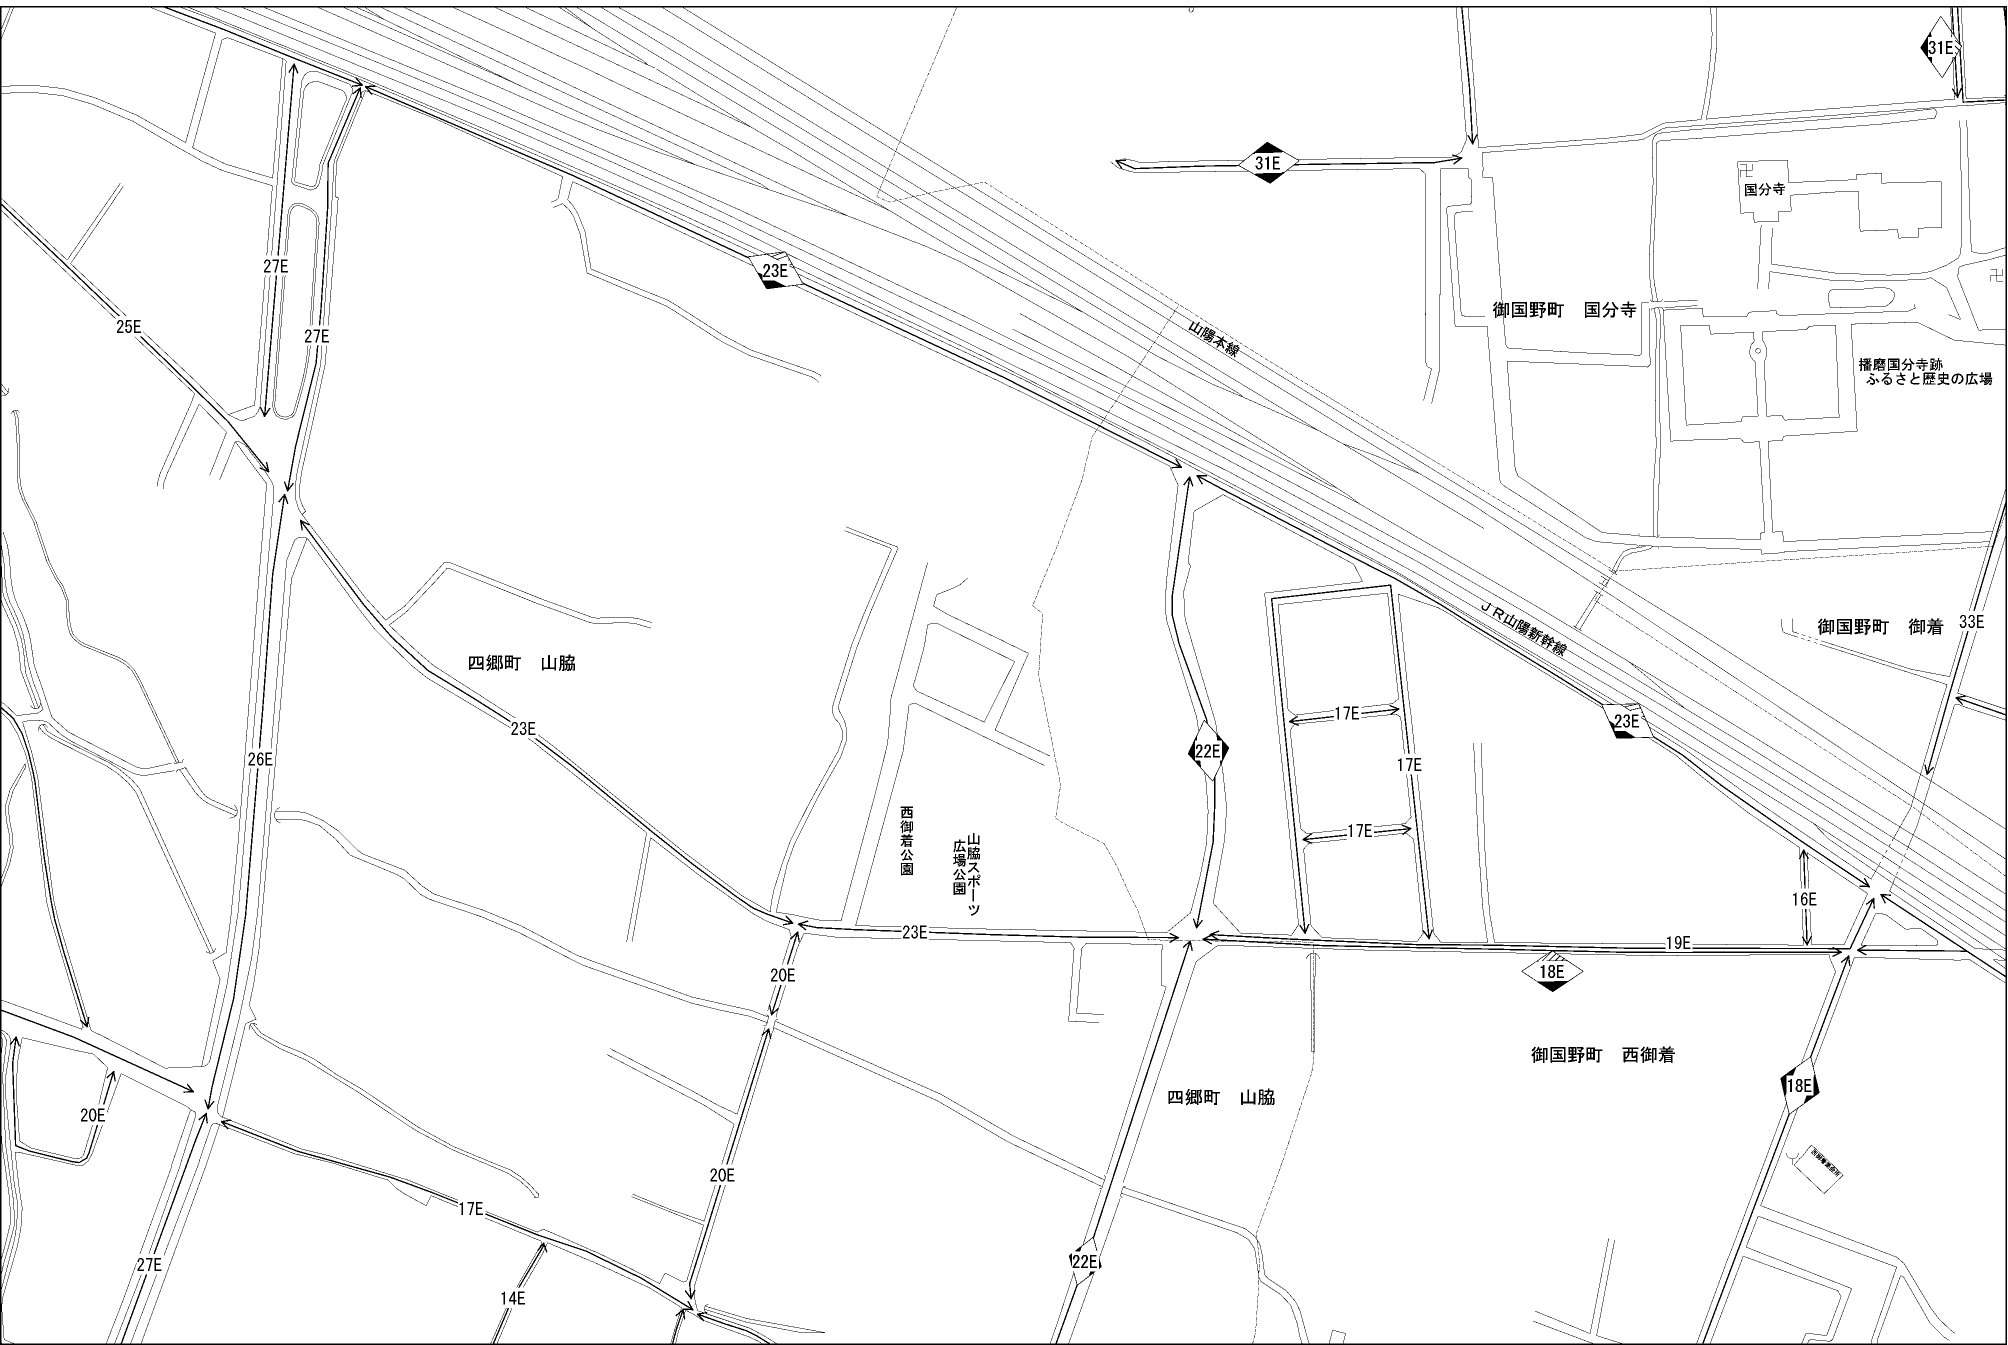 31E
31E
国分寺
27E
23E
御国野町　国分寺
25E
27E
山陽本線
播磨国分寺跡
ふるさと歴史の広場
ＪＲ山陽新幹線
御国野町　御着
33E
四郷町　山脇
23E
17E
23E
26E
22E
17E
17E
西御着公園
山脇スポーツ
広場公園
16E
23E
19E
20E
18E
御国野町　西御着
18E
四郷町　山脇
20E
20E
17E
27E
22E
14E